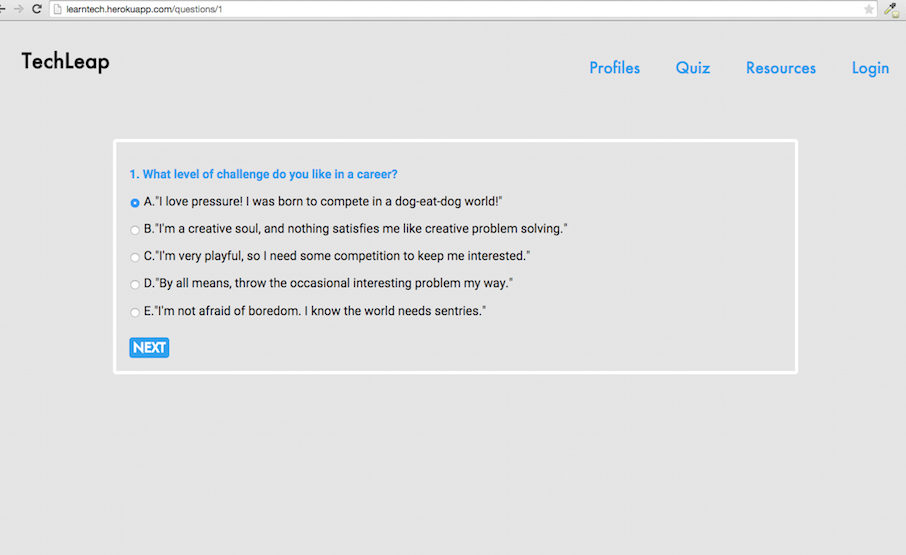 learntech.herokuapp.com/questions/1
TechLeap
Profiles Quiz Resources Login
1. What level of challenge do you like in a career?
A."I love pressure! I was born to compete in a dog-eat-dog world!"
B."I'm a creative soul, and nothing satisfies me like creative problem solving."
C."I'm very playful, so I need some competition to keep me interested."
D."By all means, throw the occasional interesting problem my way."
E."I'm not afraid of boredom. I know the world needs sentries."
NEXT